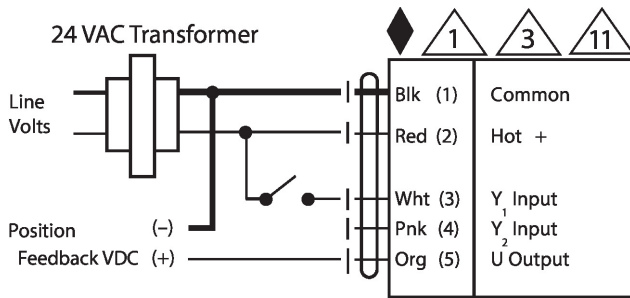 24 VAC Transformer
1 3 11
Line
Volts
Blk (1) Common
Red (2) Hot +
Wht (3) Y1 Input
Pnk (4) Y2 Input
Org (5) U Output
Position (–)
Feedback VDC (+)